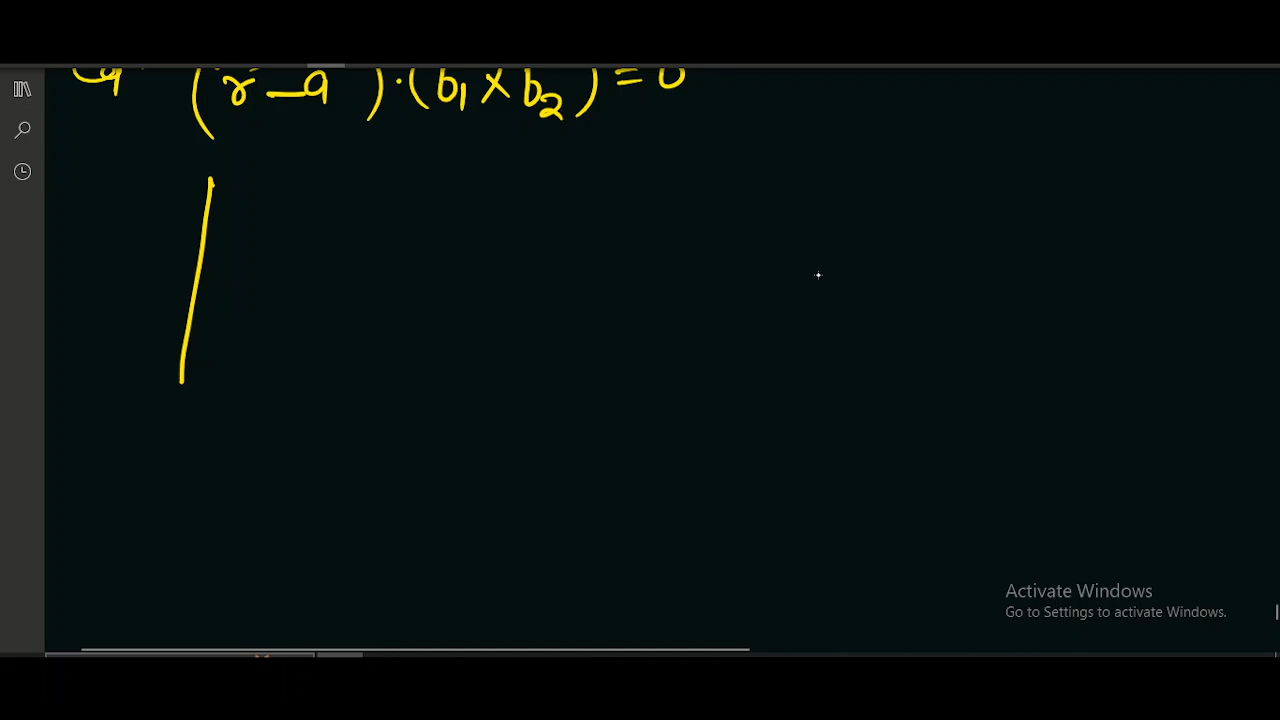 (r - a) · (b₁ × b₂) = 0
Activate Windows
Go to Settings to activate Windows.